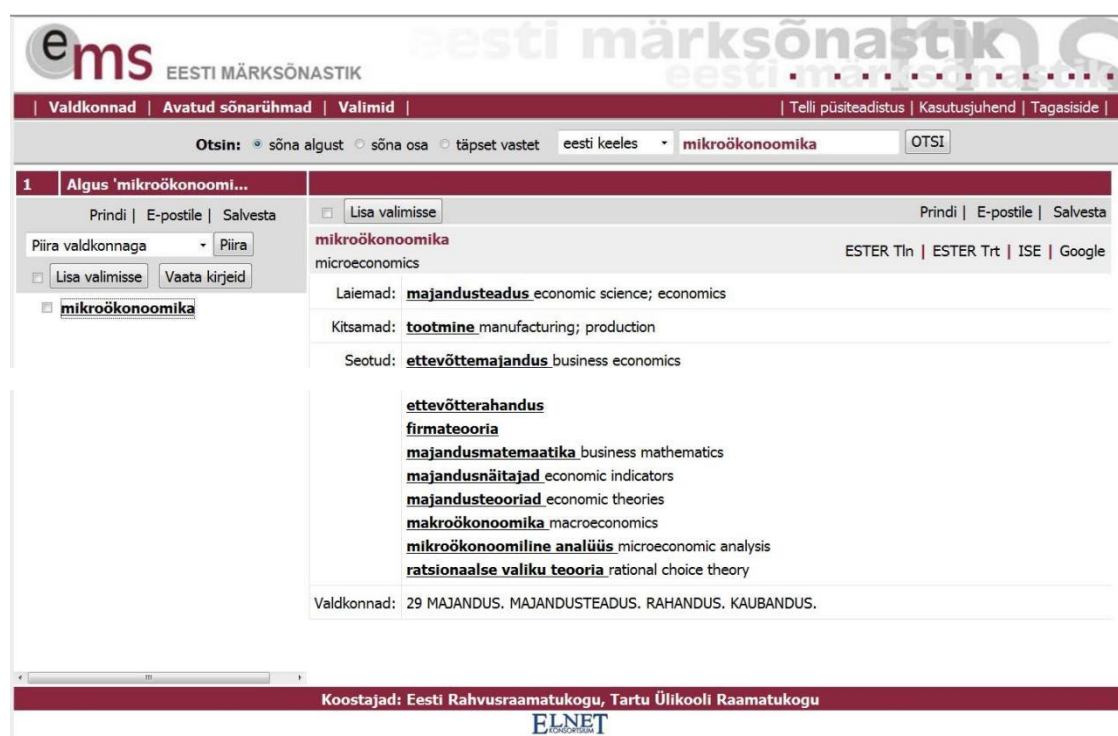 ems EESTI MÄRKSÕNASTIK
eesti märksõnastik
eesti märksõnastik
| Valdkonnad | Avatud sõnarühmad | Valimid | | Telli püsiteadistus | Kasutusjuhend | Tagasiside |
Otsin: sõna algust sõna osa täpset vastet eesti keeles mikroökonoomika OTSI
1 Algus 'mikroökonoomi...
Prindi | E-postile | Salvesta
Piira valdkonnaga Piira
Lisa valimisse Vaata kirjeid
mikroökonoomika
Lisa valimisse Prindi | E-postile | Salvesta
mikroökonoomika
microeconomics
ESTER Tln | ESTER Trt | ISE | Google
Laiemad: majandusteadus economic science; economics
Kitsamad: tootmine manufacturing; production
Seotud: ettevõttemajandus business economics
ettevõtterahandus
firmateooria
majandusmatemaatika business mathematics
majandusnäitajad economic indicators
majandusteooriad economic theories
makroökonoomika macroeconomics
mikroökonoomiline analüüs microeconomic analysis
ratsionaalse valiku teooria rational choice theory
Valdkonnad: 29 MAJANDUS. MAJANDUSTEADUS. RAHANDUS. KAUBANDUS.
Koostajad: Eesti Rahvusraamatukogu, Tartu Ülikooli Raamatukogu
ELNET
KONSORTSIUM